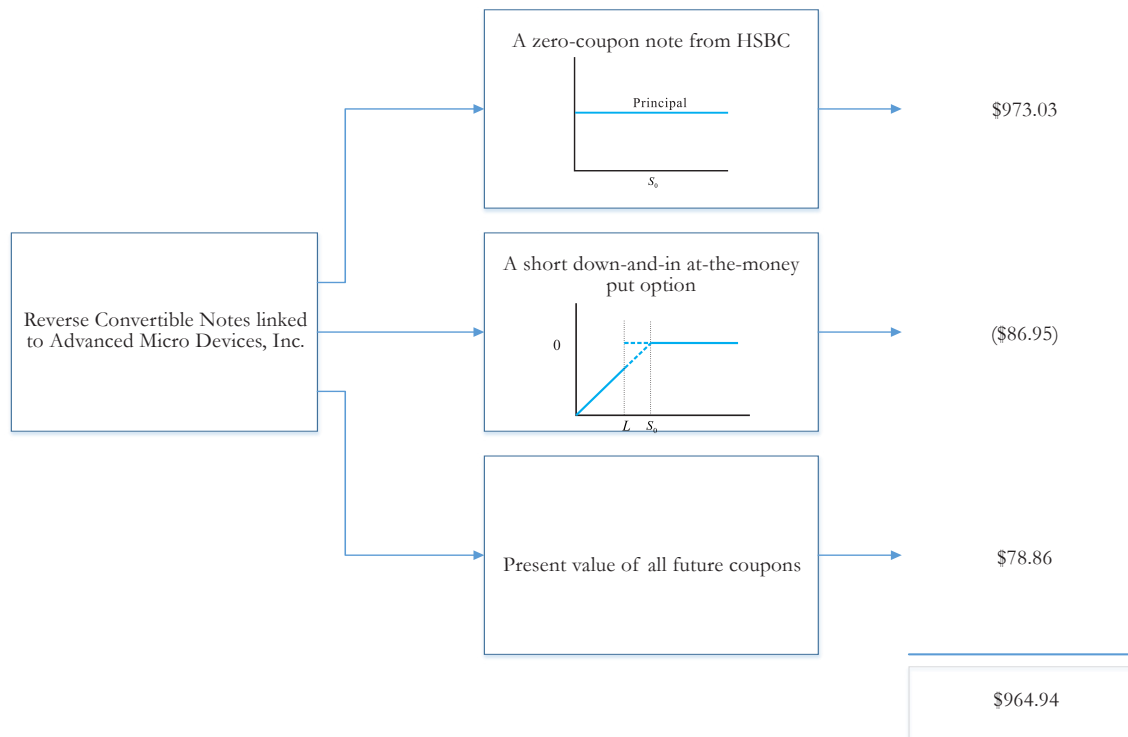 A zero-coupon note from HSBC
Principal
S₀
$973.03
Reverse Convertible Notes linked
to Advanced Micro Devices, Inc.
A short down-and-in at-the-money
put option
0
L S₀
($86.95)
Present value of all future coupons
$78.86
$964.94